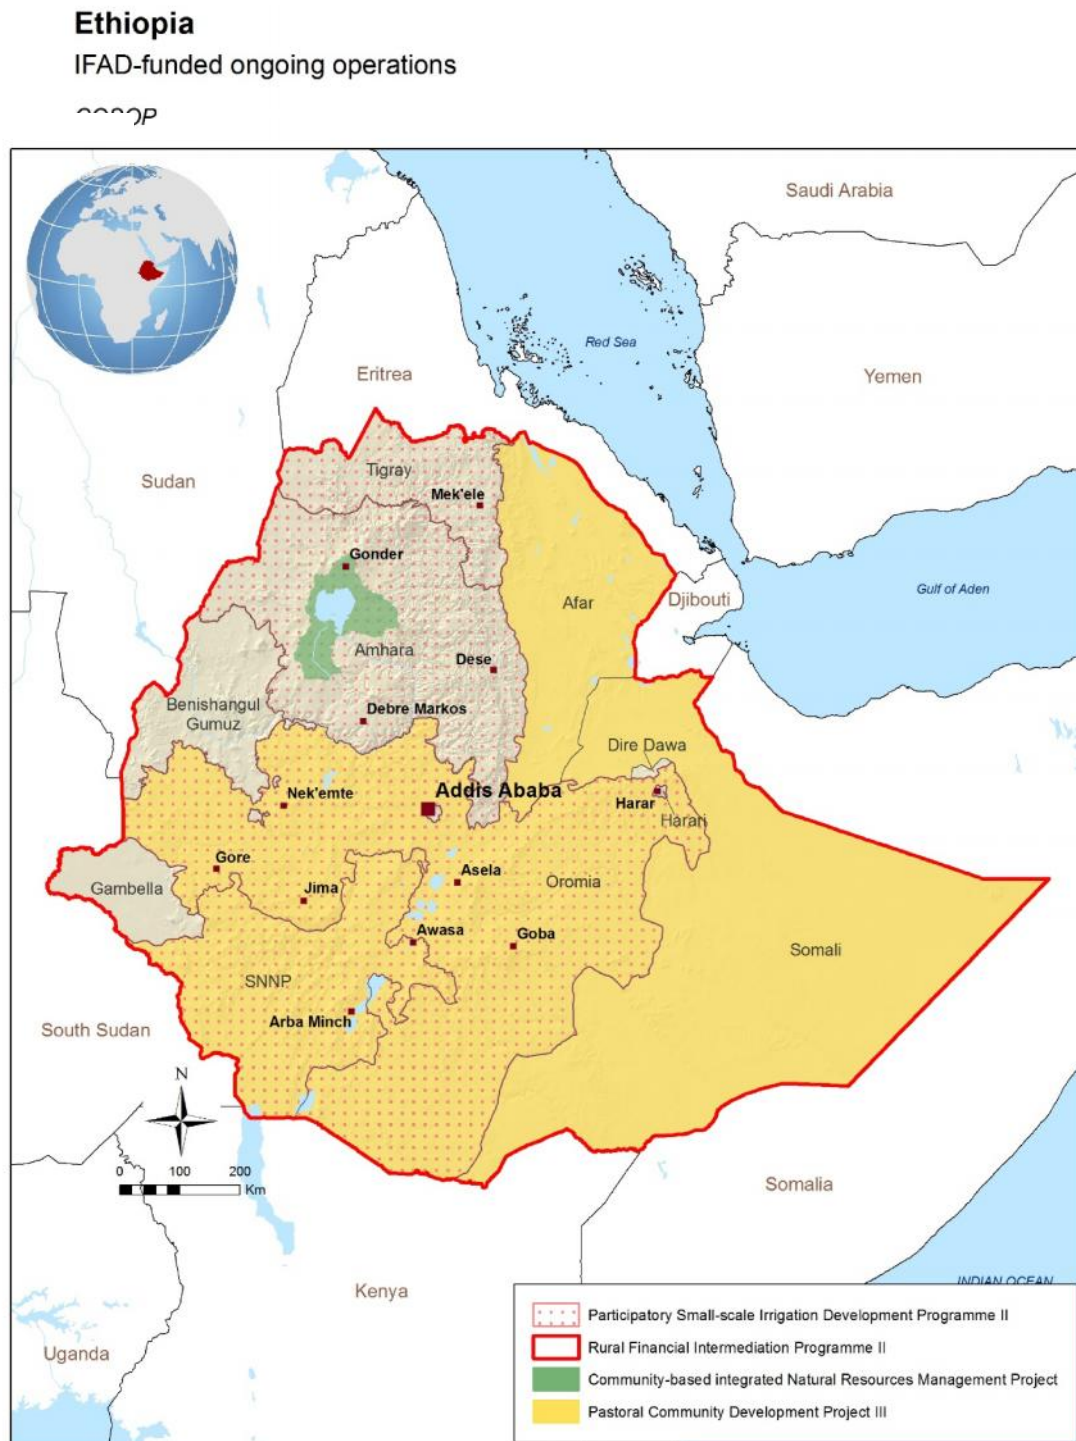 Ethiopia
IFAD-funded ongoing operations
Saudi Arabia
Red Sea
Eritrea
Yemen
Sudan
Tigray
Mek'ele
Gonder
Afar
Djibouti
Gulf of Aden
Amhara
Dese
Benishangul
Gumuz
Debre Markos
Dire Dawa
Nek'emte
Addis Ababa
Harar
Harari
Gore
Asela
Gambella
Jima
Oromia
Awasa
Goba
Somali
SNNP
Arba Minch
South Sudan
N
0 100 200
Km
Somalia
Kenya
INDIAN OCEAN
Uganda
Participatory Small-scale Irrigation Development Programme II
Rural Financial Intermediation Programme II
Community-based integrated Natural Resources Management Project
Pastoral Community Development Project III